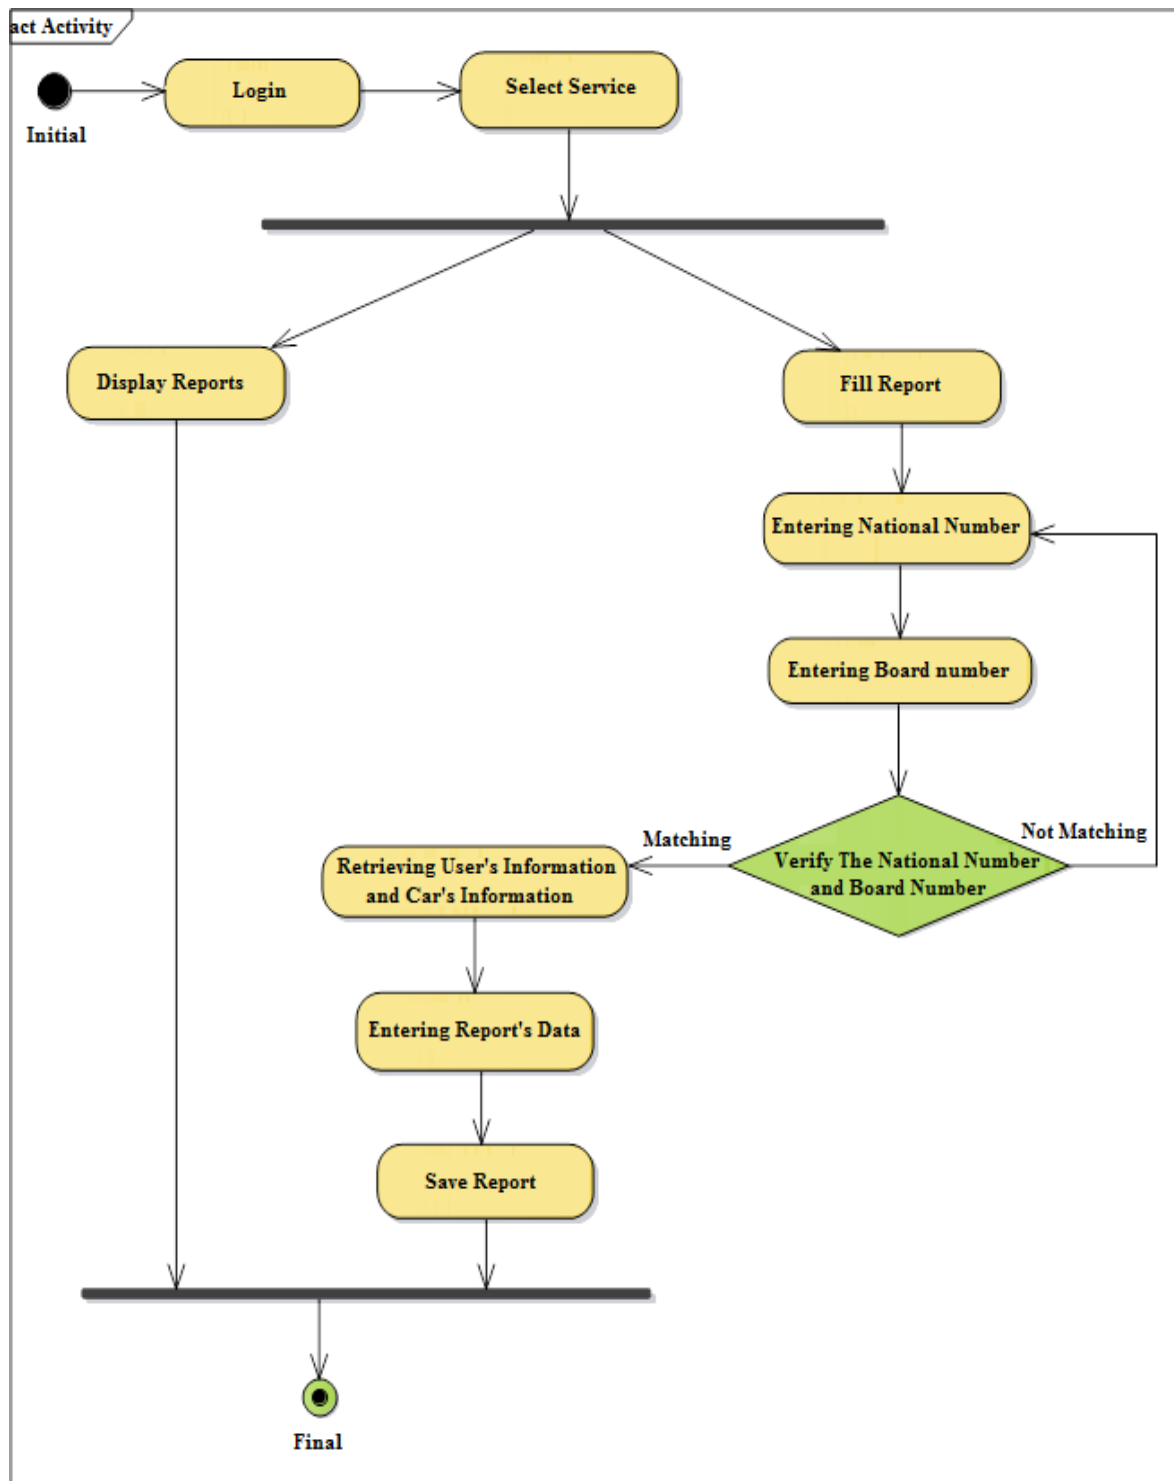 act Activity
Login
Select Service
Initial
Display Reports
Fill Report
Entering National Number
Entering Board number
Not Matching
Matching
Verify The National Number
and Board Number
Retrieving User's Information
and Car's Information
Entering Report's Data
Save Report
Final